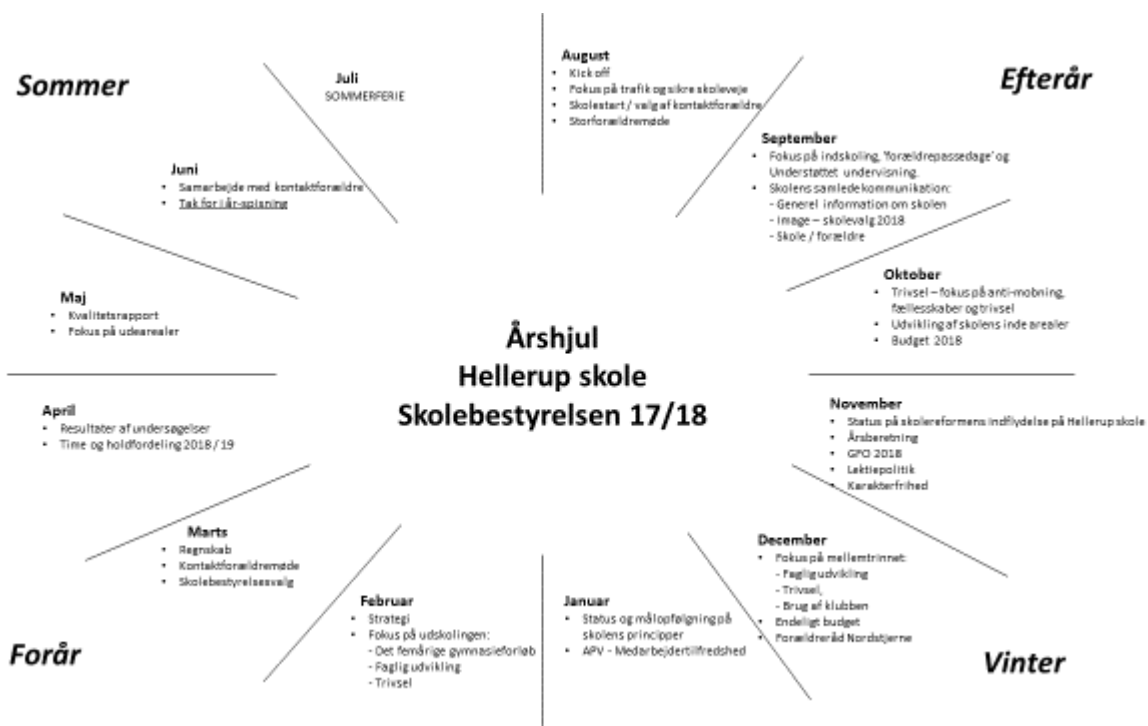 Sommer
Juli
SOMMERFERIE
August
• Kick off
• Fokus på trafik og sikre skoleveje
• Skolestart / valg af kontaktforældre
• Storforældremøde
Efterår
September
• Fokus på indskoling, 'forældrepassedage' og
Understøttet undervisning.
• Skolens samlede kommunikation:
- Generel information om skolen
- Image – skolevalg 2018
- Skole / forældre
Juni
• Samarbejde med kontaktforældre
• Tak for i år-spisning
Oktober
• Trivsel – fokus på anti-mobning,
fællesskaber og trivsel
• Udvikling af skolens inde arealer
• Budget 2018
Maj
• Kvalitetsrapport
• Fokus på udearealer
Årshjul
Hellerup skole
Skolebestyrelsen 17/18
April
• Resultater af undersøgelser
• Time og holdfordeling 2018 / 19
November
• Status på skolereformens indflydelse på Hellerup skole
• Årsberetning
• GFO 2018
• Lektiepolitik
• Karakterfrihed
Marts
• Regnskab
• Kontaktforældremøde
• Skolebestyrelsesvalg
December
• Fokus på mellemtrinnet:
- Faglig udvikling
- Trivsel,
- Brug af klubben
• Endeligt budget
• Forældreråd Nordstjerne
Februar
• Strategi
• Fokus på udskolingen:
- Det femårige gymnasieforløb
- Faglig udvikling
- Trivsel
Januar
• Status og målopfølgning på
skolens principper
• APV - Medarbejdertilfredshed
Forår
Vinter